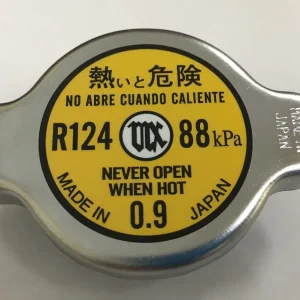 熱いと危険
NO ABRE CUANDO CALIENTE
R124 88kPa
NEVER OPEN
WHEN HOT
MADE IN 0.9 JAPAN
JAPAN